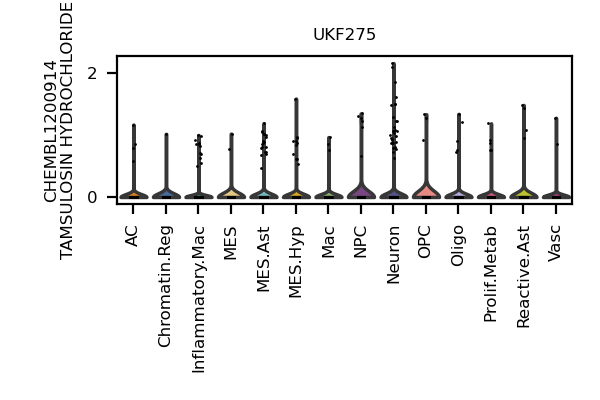 UKF275
CHEMBL1200914
TAMSULOSIN HYDROCHLORIDE
2
0
AC
Chromatin.Reg
Inflammatory.Mac
MES
MES.Ast
MES.Hyp
Mac
NPC
Neuron
OPC
Oligo
Prolif.Metab
Reactive.Ast
Vasc